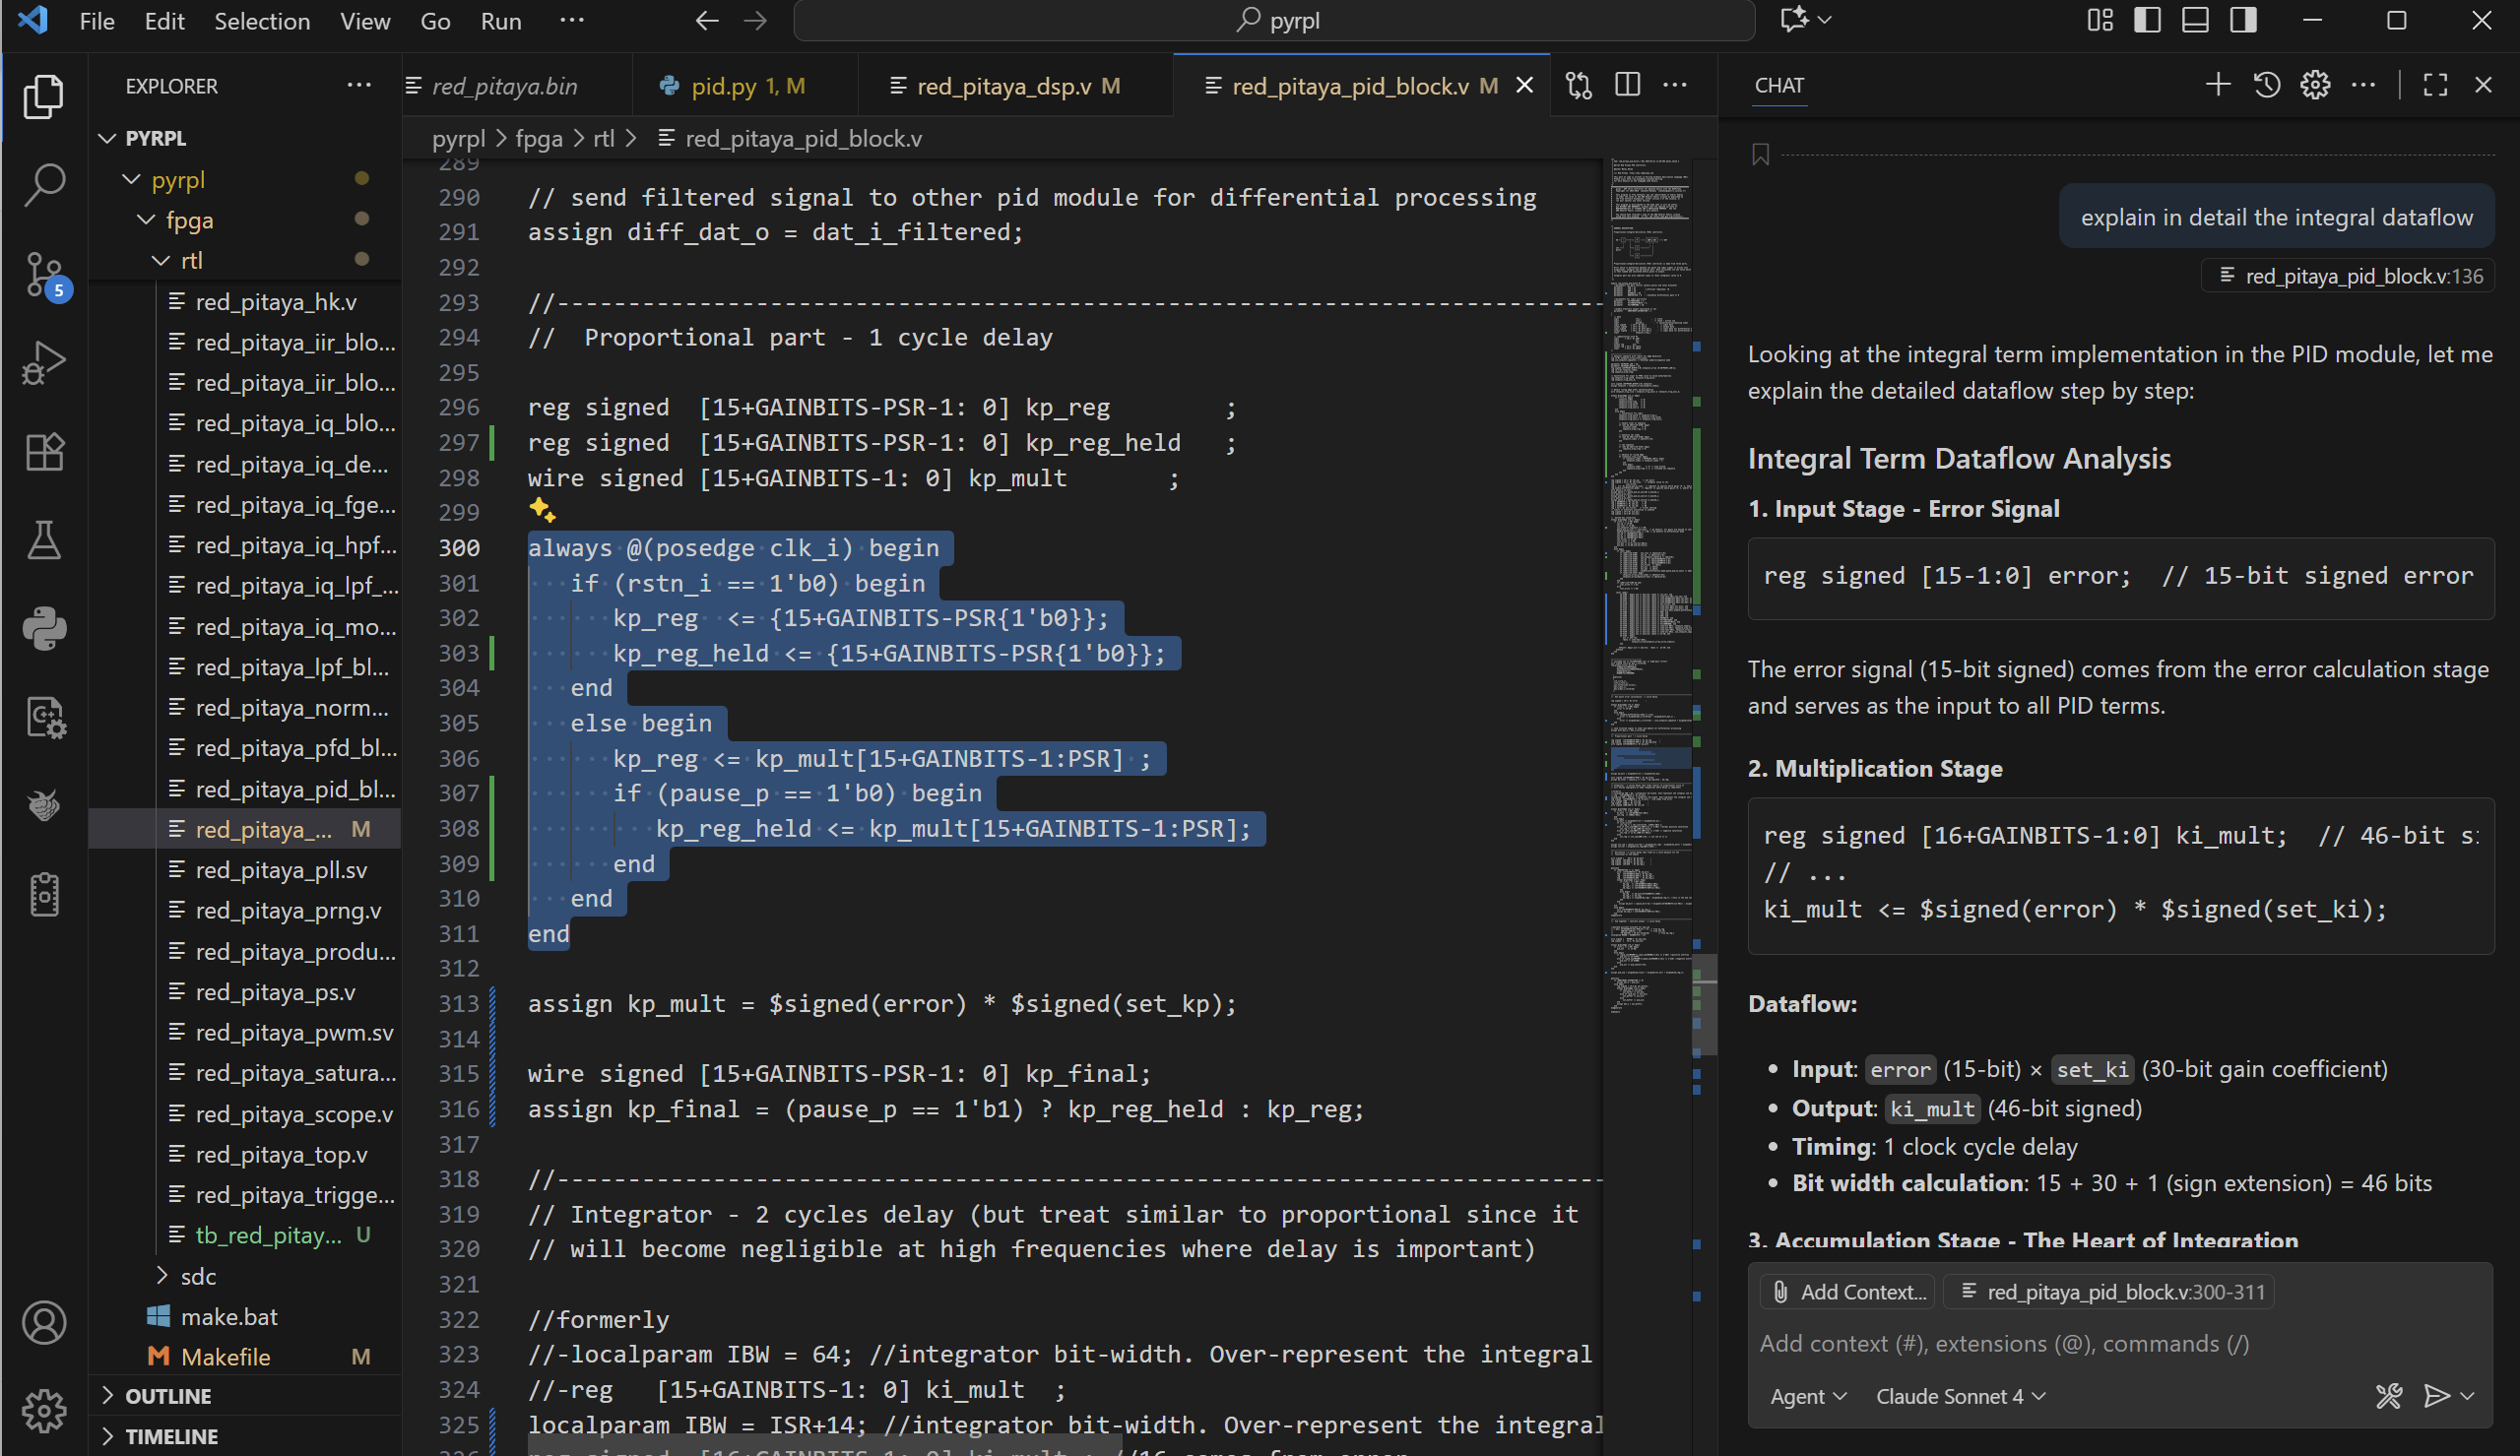 File Edit Selection View Go Run ...
pyrpl
EXPLORER
PYRPL
pyrpl
fpga
rtl
red_pitaya_hk.v
red_pitaya_iir_blo...
red_pitaya_iir_blo...
red_pitaya_iq_blo...
red_pitaya_iq_de...
red_pitaya_iq_fge...
red_pitaya_iq_hpf...
red_pitaya_iq_lpf_...
red_pitaya_iq_mo...
red_pitaya_lpf_bl...
red_pitaya_norm...
red_pitaya_pfd_bl...
red_pitaya_pid_bl...
red_pitaya_... M
red_pitaya_pll.sv
red_pitaya_prng.v
red_pitaya_produ...
red_pitaya_ps.v
red_pitaya_pwm.sv
red_pitaya_satura...
red_pitaya_scope.v
red_pitaya_top.v
red_pitaya_trigge...
tb_red_pitay... U
sdc
make.bat
Makefile M
OUTLINE
TIMELINE
5
red_pitaya.bin
pid.py 1, M
red_pitaya_dsp.v M
red_pitaya_pid_block.v M
pyrpl > fpga > rtl > red_pitaya_pid_block.v
289
290 // send filtered signal to other pid module for differential processing
291 assign diff_dat_o = dat_i_filtered;
292
293 //--------------------------------------------------------------------------
294 //  Proportional part - 1 cycle delay
295
296 reg signed  [15+GAINBITS-PSR-1: 0] kp_reg        ;
297 reg signed  [15+GAINBITS-PSR-1: 0] kp_reg_held   ;
298 wire signed [15+GAINBITS-1: 0] kp_mult       ;
299
300 always @(posedge clk_i) begin
301    if (rstn_i == 1'b0) begin
302       kp_reg  <= {15+GAINBITS-PSR{1'b0}};
303       kp_reg_held <= {15+GAINBITS-PSR{1'b0}};
304    end
305    else begin
306       kp_reg <= kp_mult[15+GAINBITS-1:PSR] ;
307       if (pause_p == 1'b0) begin
308          kp_reg_held <= kp_mult[15+GAINBITS-1:PSR];
309       end
310    end
311 end
312
313 assign kp_mult = $signed(error) * $signed(set_kp);
314
315 wire signed [15+GAINBITS-PSR-1: 0] kp_final;
316 assign kp_final = (pause_p == 1'b1) ? kp_reg_held : kp_reg;
317
318 //--------------------------------------------------------------------------
319 // Integrator - 2 cycles delay (but treat similar to proportional since it
320 // will become negligible at high frequencies where delay is important)
321
322 //formerly
323 //-localparam IBW = 64; //integrator bit-width. Over-represent the integral
324 //-reg   [15+GAINBITS-1: 0] ki_mult  ;
325 localparam IBW = ISR+14; //integrator bit-width. Over-represent the integral
CHAT
explain in detail the integral dataflow
red_pitaya_pid_block.v:136
Looking at the integral term implementation in the PID module, let me
explain the detailed dataflow step by step:
Integral Term Dataflow Analysis
1. Input Stage - Error Signal
reg signed [15-1:0] error;  // 15-bit signed error
The error signal (15-bit signed) comes from the error calculation stage
and serves as the input to all PID terms.
2. Multiplication Stage
reg signed [16+GAINBITS-1:0] ki_mult;  // 46-bit
// ...
ki_mult <= $signed(error) * $signed(set_ki);
Dataflow:
• Input: error (15-bit) × set_ki (30-bit gain coefficient)
• Output: ki_mult (46-bit signed)
• Timing: 1 clock cycle delay
• Bit width calculation: 15 + 30 + 1 (sign extension) = 46 bits
3. Accumulation Stage - The Heart of Integration
Add Context... red_pitaya_pid_block.v:300-311
Add context (#), extensions (@), commands (/)
Agent Claude Sonnet 4